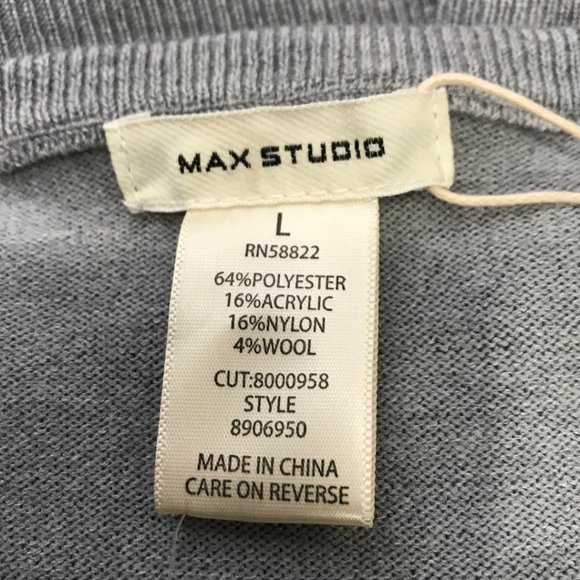 MAX STUDIO
L
RN58822
64%POLYESTER
16%ACRYLIC
16%NYLON
4%WOOL
CUT:8000958
STYLE
8906950
MADE IN CHINA
CARE ON REVERSE